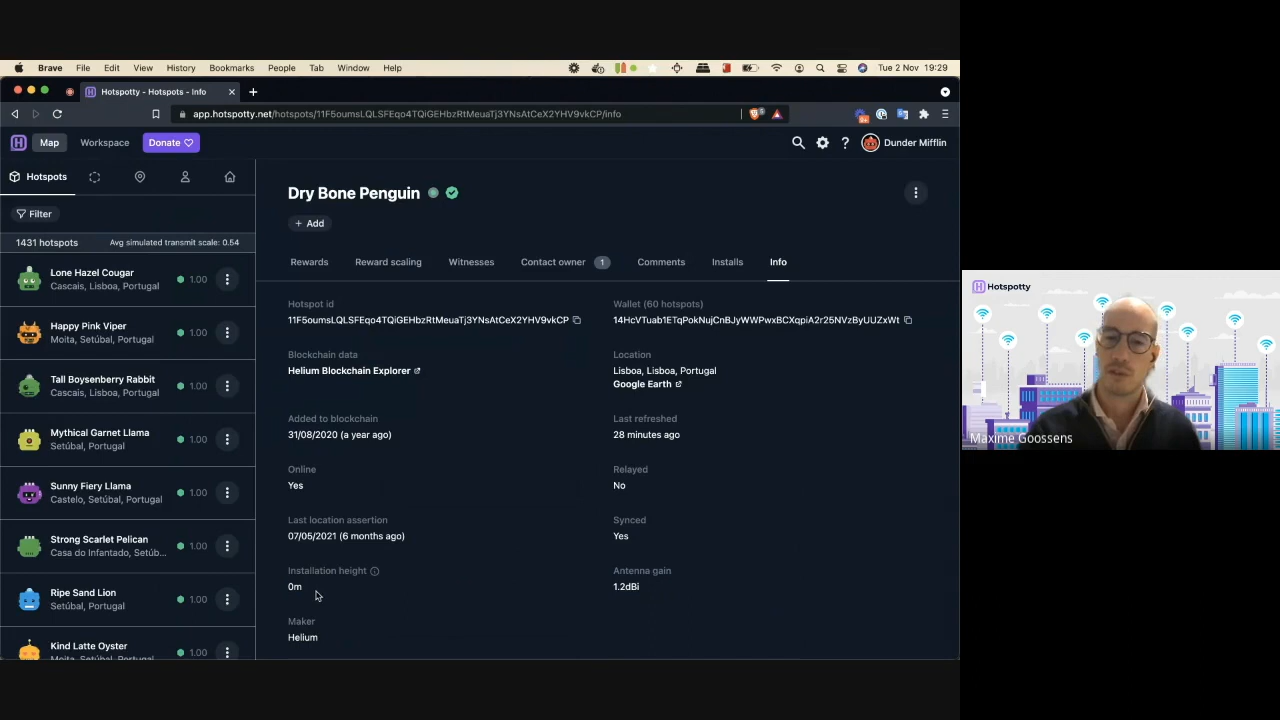 Brave File Edit View History Bookmarks People Tab Window Help Tue 2 Nov 19:29
Hotspotty - Hotspots - Info
app.hotspotty.net/hotspots/11F5oumsLQLSFEqo4TQiGEHbzRtMeuaTj3YNsAtCeX2YHV9vkCP/info
Map Workspace Donate Dunder Mifflin
Hotspots
Filter
1431 hotspots Avg simulated transmit scale: 0.54
Lone Hazel Cougar
Cascais, Lisboa, Portugal
1.00
Happy Pink Viper
Moita, Setúbal, Portugal
1.00
Tall Boysenberry Rabbit
Cascais, Lisboa, Portugal
1.00
Mythical Garnet Llama
Setúbal, Portugal
1.00
Sunny Fiery Llama
Castelo, Setúbal, Portugal
1.00
Strong Scarlet Pelican
Casa do Infantado, Setúb...
1.00
Ripe Sand Lion
Setúbal, Portugal
1.00
Kind Latte Oyster
Moita, Setúbal, Portugal
1.00
Dry Bone Penguin
+ Add
Rewards Reward scaling Witnesses Contact owner 1 Comments Installs Info
Hotspot id
11F5oumsLQLSFEqo4TQiGEHbzRtMeuaTj3YNsAtCeX2YHV9vkCP
Wallet (60 hotspots)
14HcVTuab1ETqPokNujCnBJyWWPwxBCXqpiA2r25NVzByUUZxWt
Blockchain data
Helium Blockchain Explorer
Location
Lisboa, Lisboa, Portugal
Google Earth
Added to blockchain
31/08/2020 (a year ago)
Last refreshed
28 minutes ago
Online
Yes
Relayed
No
Last location assertion
07/05/2021 (6 months ago)
Synced
Yes
Installation height
0m
Antenna gain
1.2dBi
Maker
Helium
Hotspotty
Maxime Goossens